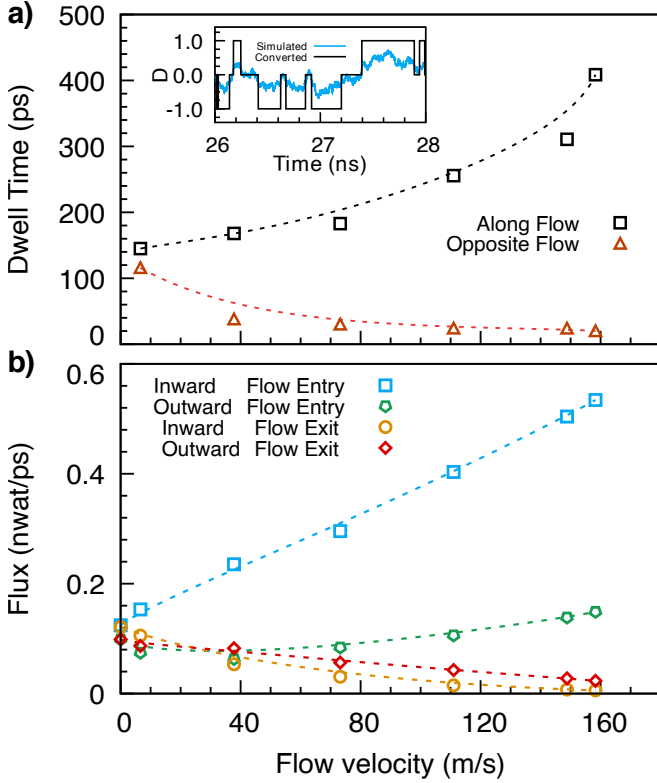 a)
Dwell Time (ps)
500
400
300
200
100
0
D
1.0
0.0
-1.0
Simulated
Converted
26 27 28
Time (ns)
Along Flow
Opposite Flow
b)
Flux (nwat/ps)
0.6
0.4
0.2
0
Inward Flow Entry
Outward Flow Entry
Inward Flow Exit
Outward Flow Exit
0 40 80 120 160
Flow velocity (m/s)